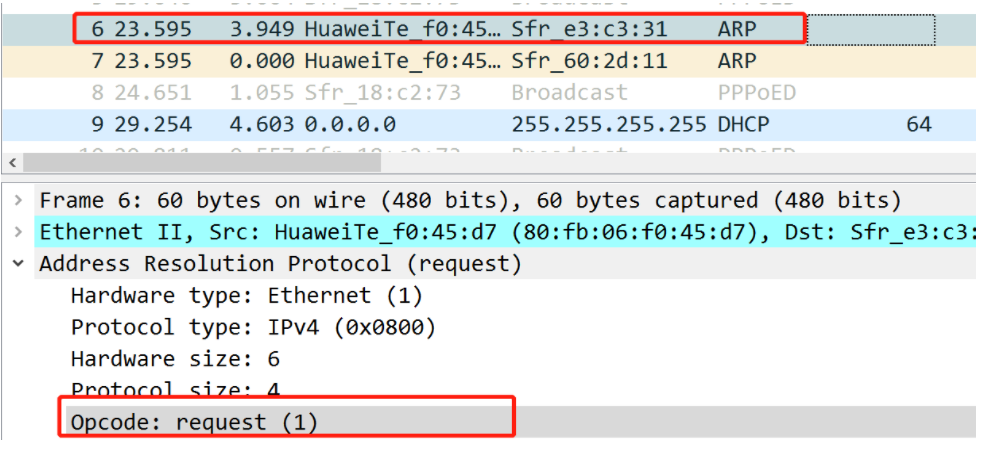 6 23.595 3.949 HuaweiTe_f0:45… Sfr_e3:c3:31 ARP
7 23.595 0.000 HuaweiTe_f0:45… Sfr_60:2d:11 ARP
8 24.651 1.055 Sfr_18:c2:73 Broadcast PPPoED
9 29.254 4.603 0.0.0.0 255.255.255.255 DHCP 64
Frame 6: 60 bytes on wire (480 bits), 60 bytes captured (480 bits)
Ethernet II, Src: HuaweiTe_f0:45:d7 (80:fb:06:f0:45:d7), Dst: Sfr_e3:c3:
Address Resolution Protocol (request)
Hardware type: Ethernet (1)
Protocol type: IPv4 (0x0800)
Hardware size: 6
Protocol size: 4
Opcode: request (1)